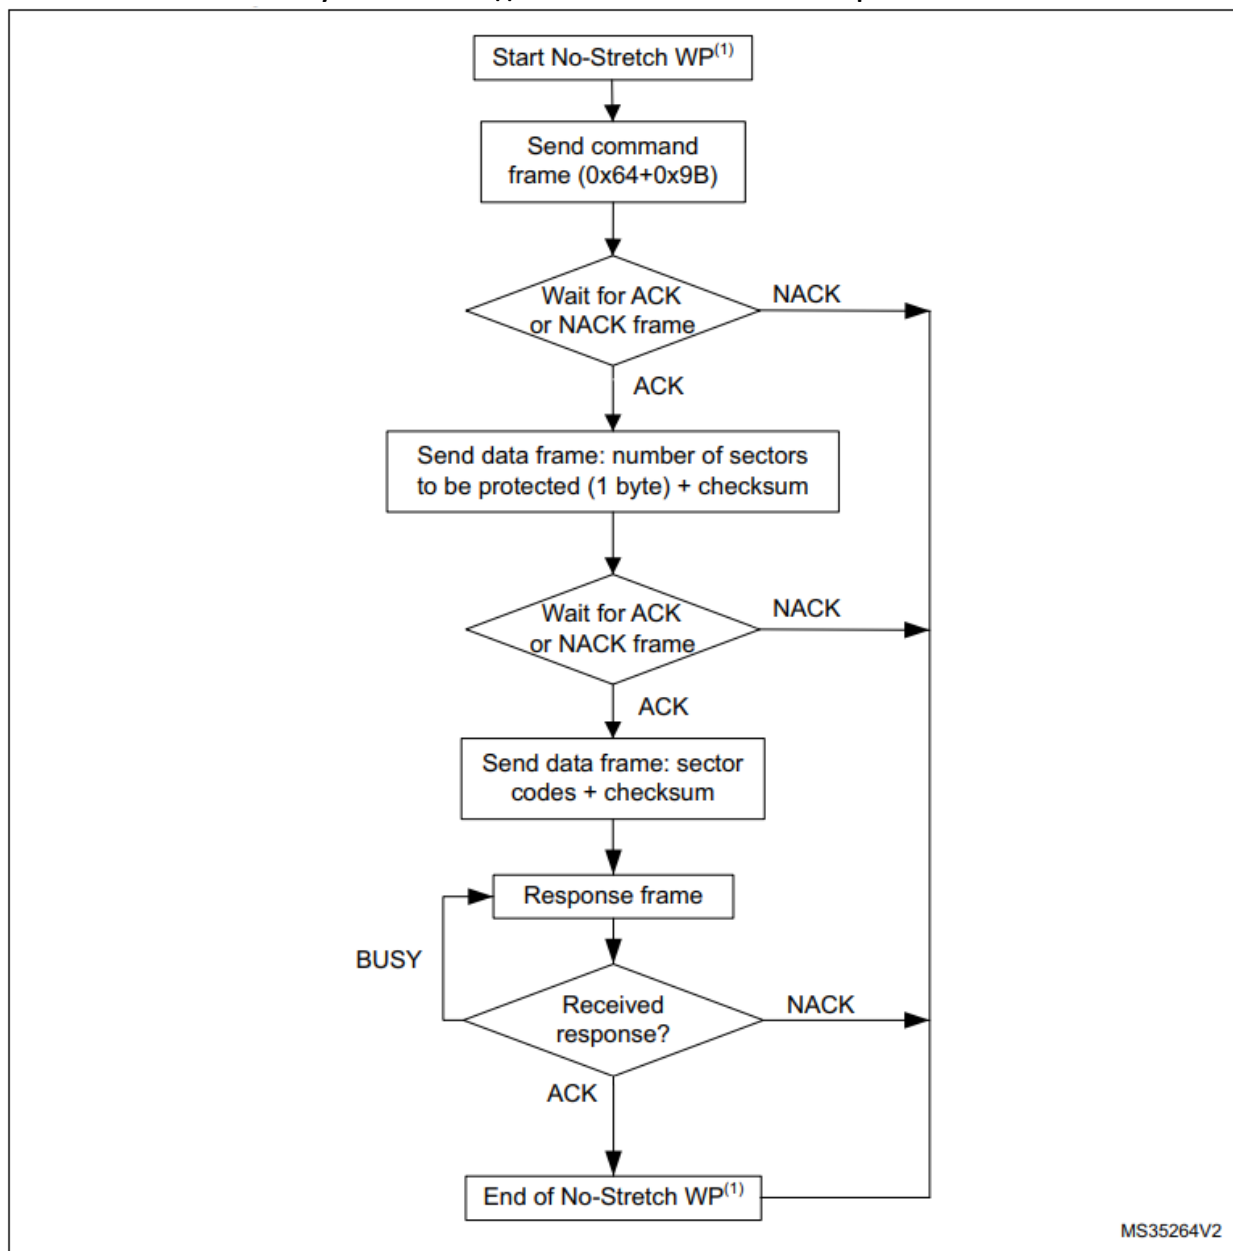 Start No-Stretch WP(1)
Send command
frame (0x64+0x9B)
Wait for ACK
or NACK frame
NACK
ACK
Send data frame: number of sectors
to be protected (1 byte) + checksum
Wait for ACK
or NACK frame
NACK
ACK
Send data frame: sector
codes + checksum
Response frame
BUSY
Received
response?
NACK
ACK
End of No-Stretch WP(1)
MS35264V2